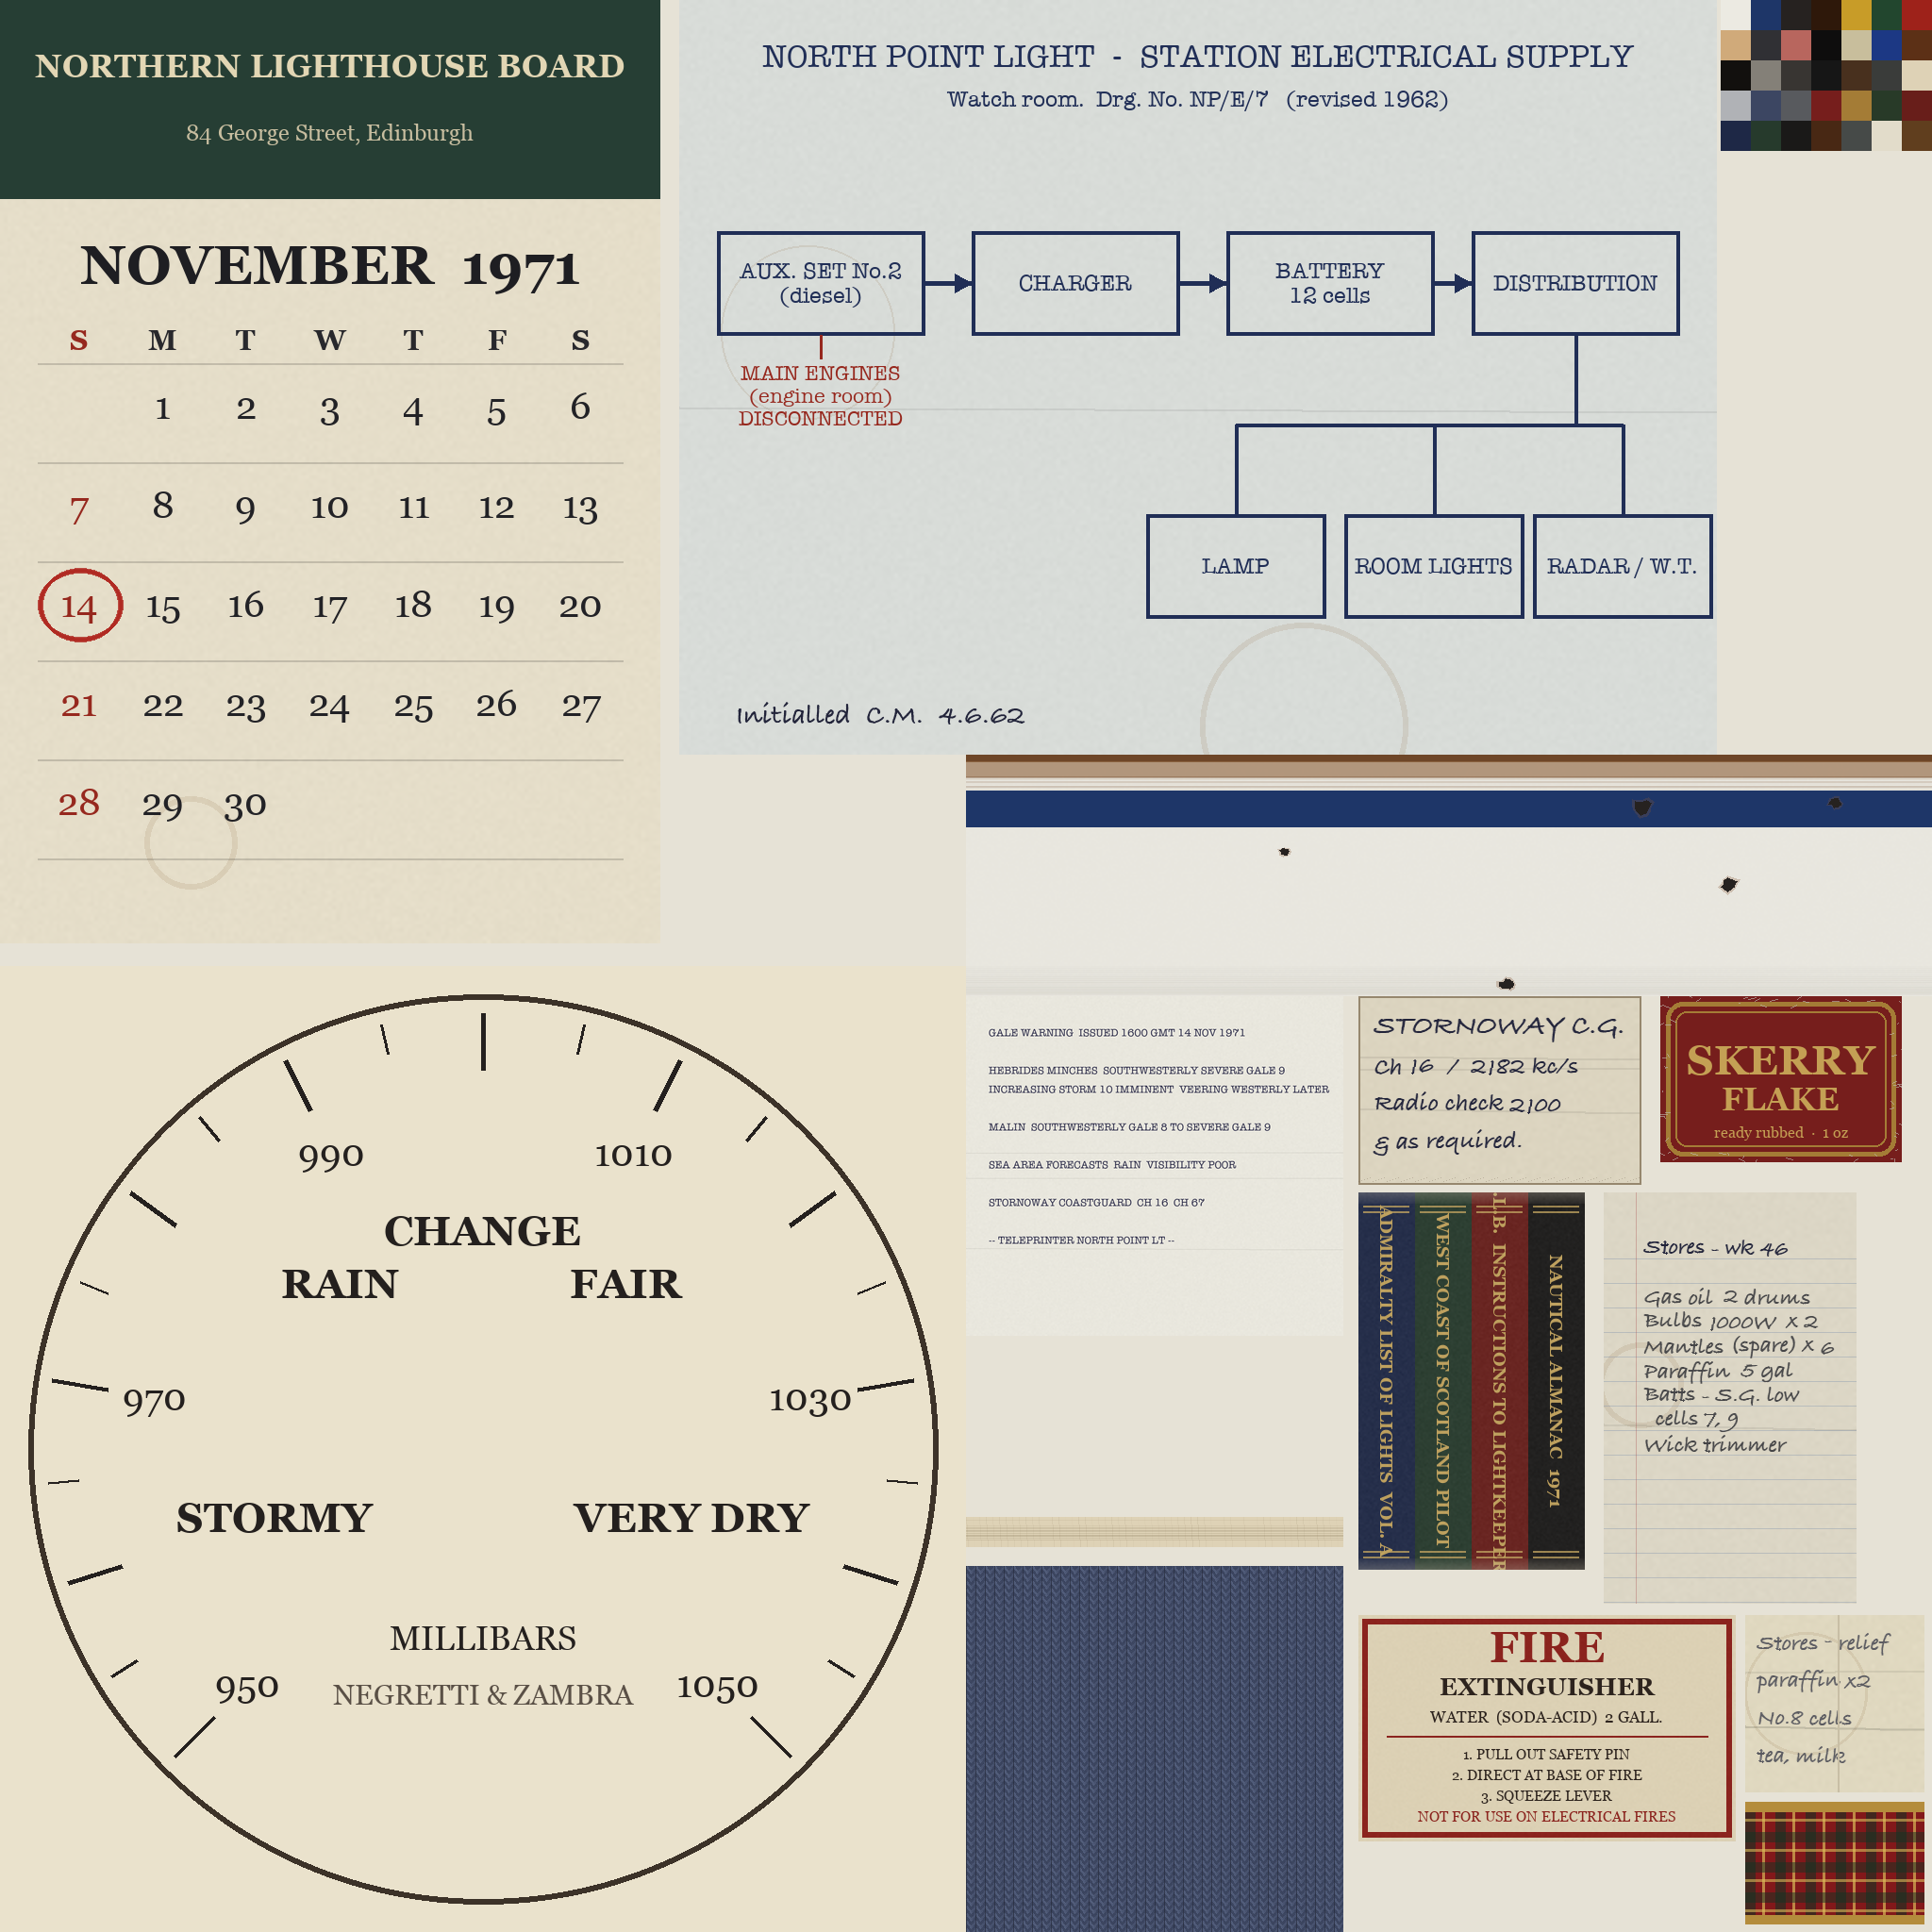 NORTHERN LIGHTHOUSE BOARD
84 George Street, Edinburgh
NOVEMBER 1971
S M T W T F S
1 2 3 4 5 6
7 8 9 10 11 12 13
14 15 16 17 18 19 20
21 22 23 24 25 26 27
28 29 30
NORTH POINT LIGHT - STATION ELECTRICAL SUPPLY
Watch room. Drg. No. NP/E/7 (revised 1962)
AUX. SET No.2
(diesel)
CHARGER
BATTERY
12 cells
DISTRIBUTION
MAIN ENGINES
(engine room)
DISCONNECTED
LAMP
ROOM LIGHTS
RADAR / W.T.
Initialled C.M. 4.6.62
990
1010
CHANGE
RAIN
FAIR
970
1030
STORMY
VERY DRY
MILLIBARS
950
1050
NEGRETTI & ZAMBRA
GALE WARNING ISSUED 1600 GMT 14 NOV 1971
HEBRIDES MINCHES SOUTHWESTERLY SEVERE GALE 9
INCREASING STORM 10 IMMINENT VEERING WESTERLY LATER
MALIN SOUTHWESTERLY GALE 8 TO SEVERE GALE 9
SEA AREA FORECASTS RAIN VISIBILITY POOR
STORNOWAY COASTGUARD CH 16 CH 67
-- TELEPRINTER NORTH POINT LT --
STORNOWAY C.G.
Ch 16 / 2182 kc/s
Radio check 2100
& as required.
SKERRY
FLAKE
ready rubbed · 1 oz
ADMIRALTY LIST OF LIGHTS VOL. A
WEST COAST OF SCOTLAND PILOT
.L.B. INSTRUCTIONS TO LIGHTKEEPER
NAUTICAL ALMANAC 1971
Stores - wk 46
Gas oil 2 drums
Bulbs 1000W x 2
Mantles (spare) x 6
Paraffin 5 gal
Batts - S.G. low
cells 7, 9
Wick trimmer
FIRE
EXTINGUISHER
WATER (SODA-ACID) 2 GALL.
1. PULL OUT SAFETY PIN
2. DIRECT AT BASE OF FIRE
3. SQUEEZE LEVER
NOT FOR USE ON ELECTRICAL FIRES
Stores - relief
paraffin x2
No.8 cells
tea, milk